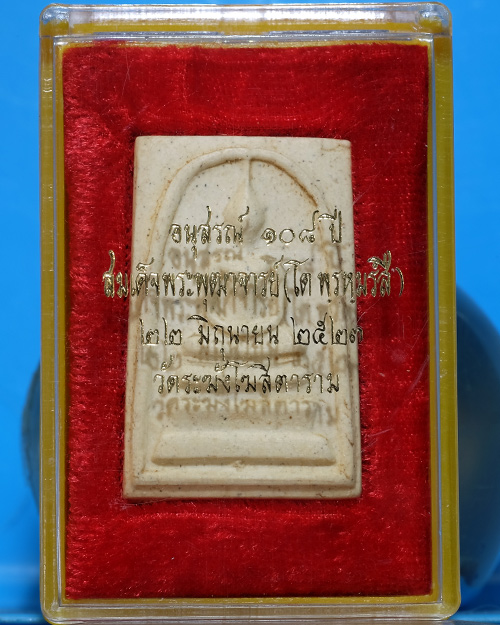 อนุสรณ์ ๑๐๘ ปี
สมเด็จพระพุฒาจารย์(โต พฺรหฺมรํสี)
๒๒ มิถุนายน ๒๕๒๓
วัดระฆังโฆสิตาราม